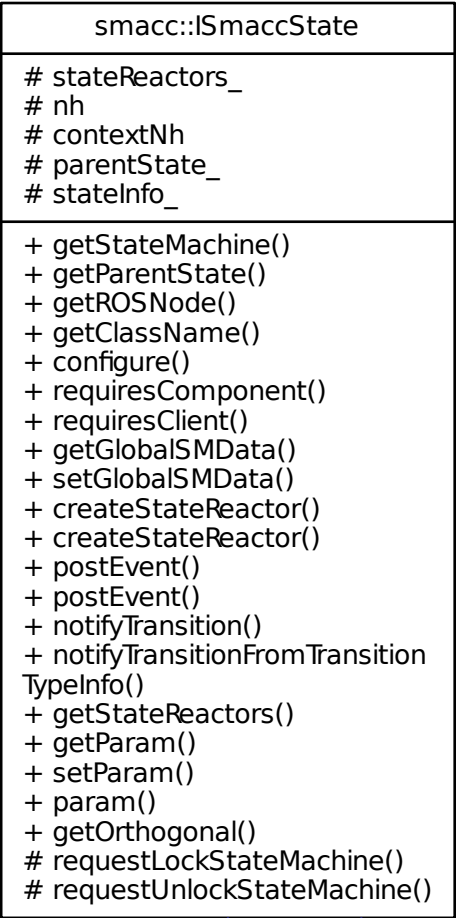 smacc::ISmaccState
# stateReactors_
# nh
# contextNh
# parentState_
# stateInfo_
+ getStateMachine()
+ getParentState()
+ getROSNode()
+ getClassName()
+ configure()
+ requiresComponent()
+ requiresClient()
+ getGlobalSMData()
+ setGlobalSMData()
+ createStateReactor()
+ createStateReactor()
+ postEvent()
+ postEvent()
+ notifyTransition()
+ notifyTransitionFromTransition
TypeInfo()
+ getStateReactors()
+ getParam()
+ setParam()
+ param()
+ getOrthogonal()
# requestLockStateMachine()
# requestUnlockStateMachine()